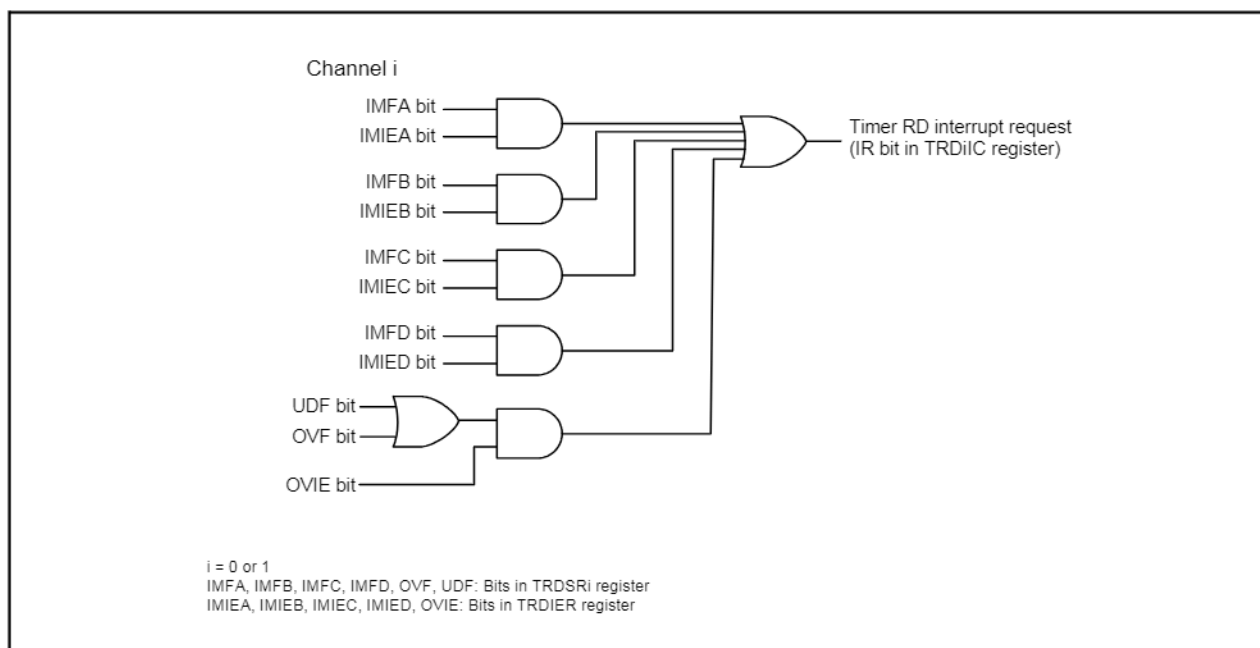 Channel i
IMFA bit
IMIEA bit
IMFB bit
IMIEB bit
IMFC bit
IMIEC bit
IMFD bit
IMIED bit
UDF bit
OVF bit
OVIE bit
Timer RD interrupt request
(IR bit in TRDiIC register)
i = 0 or 1
IMFA, IMFB, IMFC, IMFD, OVF, UDF: Bits in TRDSRi register
IMIEA, IMIEB, IMIEC, IMIED, OVIE: Bits in TRDIER register